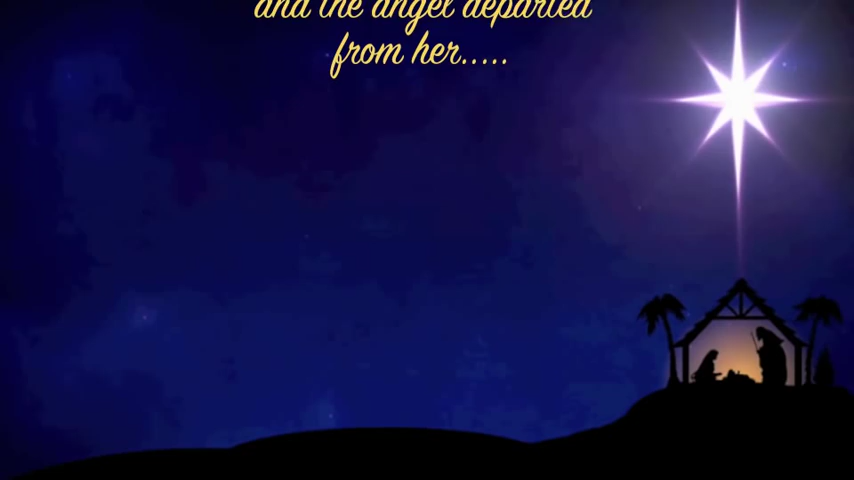 and the angel departed
from her.....